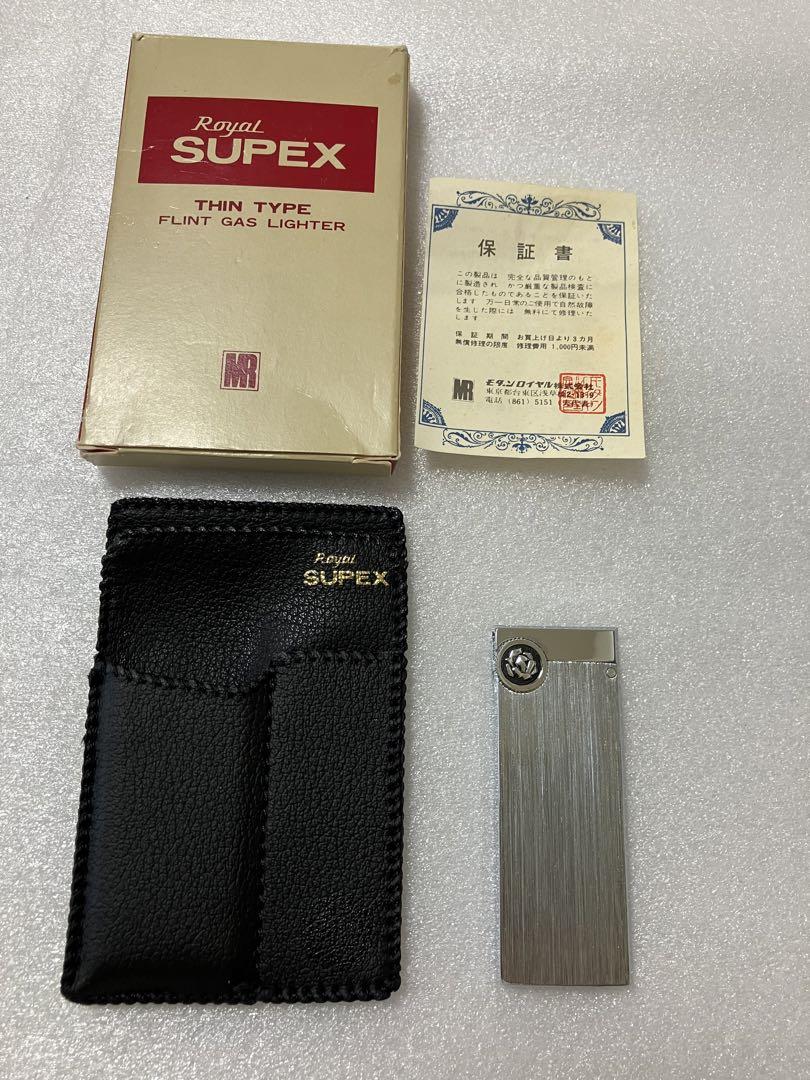 Royal
SUPEX
THIN TYPE
FLINT GAS LIGHTER
MR
保証書
この製品は 完全な品質管理のもと
に製造され かつ厳重な製品検査に
合格したものであることを保証いた
します 万一日常のご使用で自然故障
を生じた際には 無料にて修理いた
します
保証期間 お買上げ日より3カ月
無償修理の限度 修理費用 1,000円未満
MR
モダンロイヤル株式会社
東京都台東区浅草橋2-
電話 (861) 5151
Royal
SUPEX